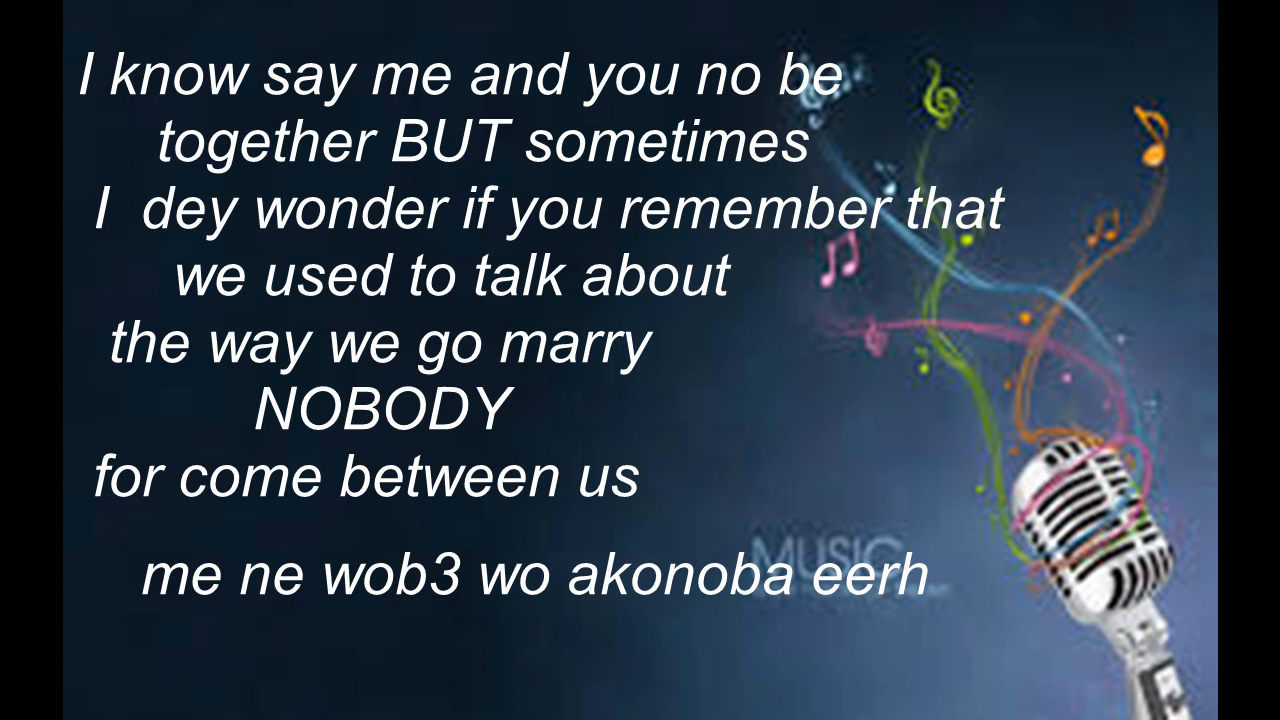 I know say me and you no be
together BUT sometimes
I dey wonder if you remember that
we used to talk about
the way we go marry
NOBODY
for come between us
me ne wob3 wo akonoba eerh
MUSIC